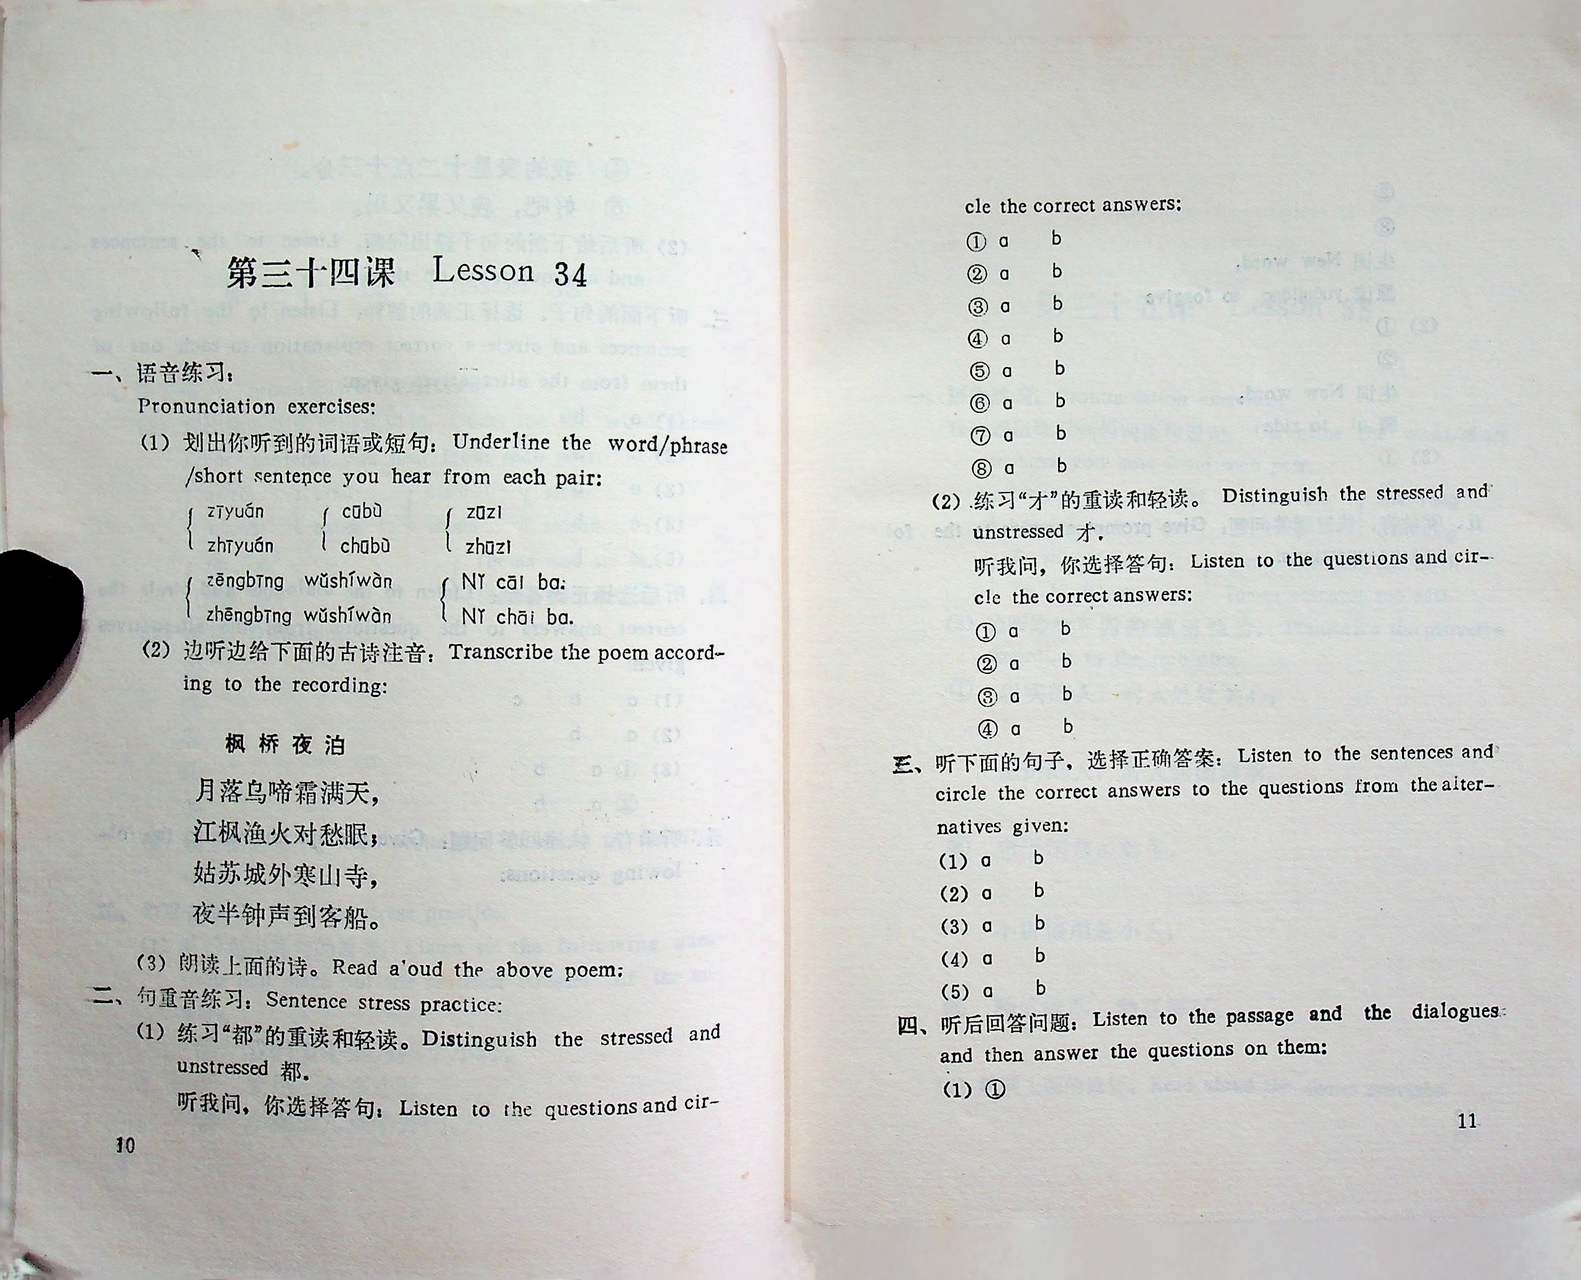 第三十四课 Lesson 34
一、语音练习:
Pronunciation exercises:
(1) 划出你听到的词语或短句: Underline the word/phrase
/short sentence you hear from each pair:
zīyuán cūbù zūzi
zhīyuán chūbù zhūzi
zēngbīng wǔshíwàn Nǐ cāi ba.
zhēngbīng wǔshíwàn Nǐ chāi ba.
(2) 边听边给下面的古诗注音: Transcribe the poem accord-
ing to the recording:
枫桥夜泊
月落乌啼霜满天,
江枫渔火对愁眠;
姑苏城外寒山寺,
夜半钟声到客船。
(3) 朗读上面的诗。Read a'oud the above poem:
二、句重音练习: Sentence stress practice:
(1) 练习“都”的重读和轻读。Distinguish the stressed and
unstressed 都.
听我问, 你选择答句: Listen to the questions and cir-
10
cle the correct answers:
① a b
② a b
③ a b
④ a b
⑤ a b
⑥ a b
⑦ a b
⑧ a b
(2) 练习“才”的重读和轻读。 Distinguish the stressed and
unstressed 才.
听我问, 你选择答句: Listen to the questions and cir-
cle the correct answers:
① a b
② a b
③ a b
④ a b
三、听下面的句子, 选择正确答案: Listen to the sentences and
circle the correct answers to the questions from the alter-
natives given:
(1) a b
(2) a b
(3) a b
(4) a b
(5) a b
四、听后回答问题: Listen to the passage and the dialogues
and then answer the questions on them:
(1) ①
11